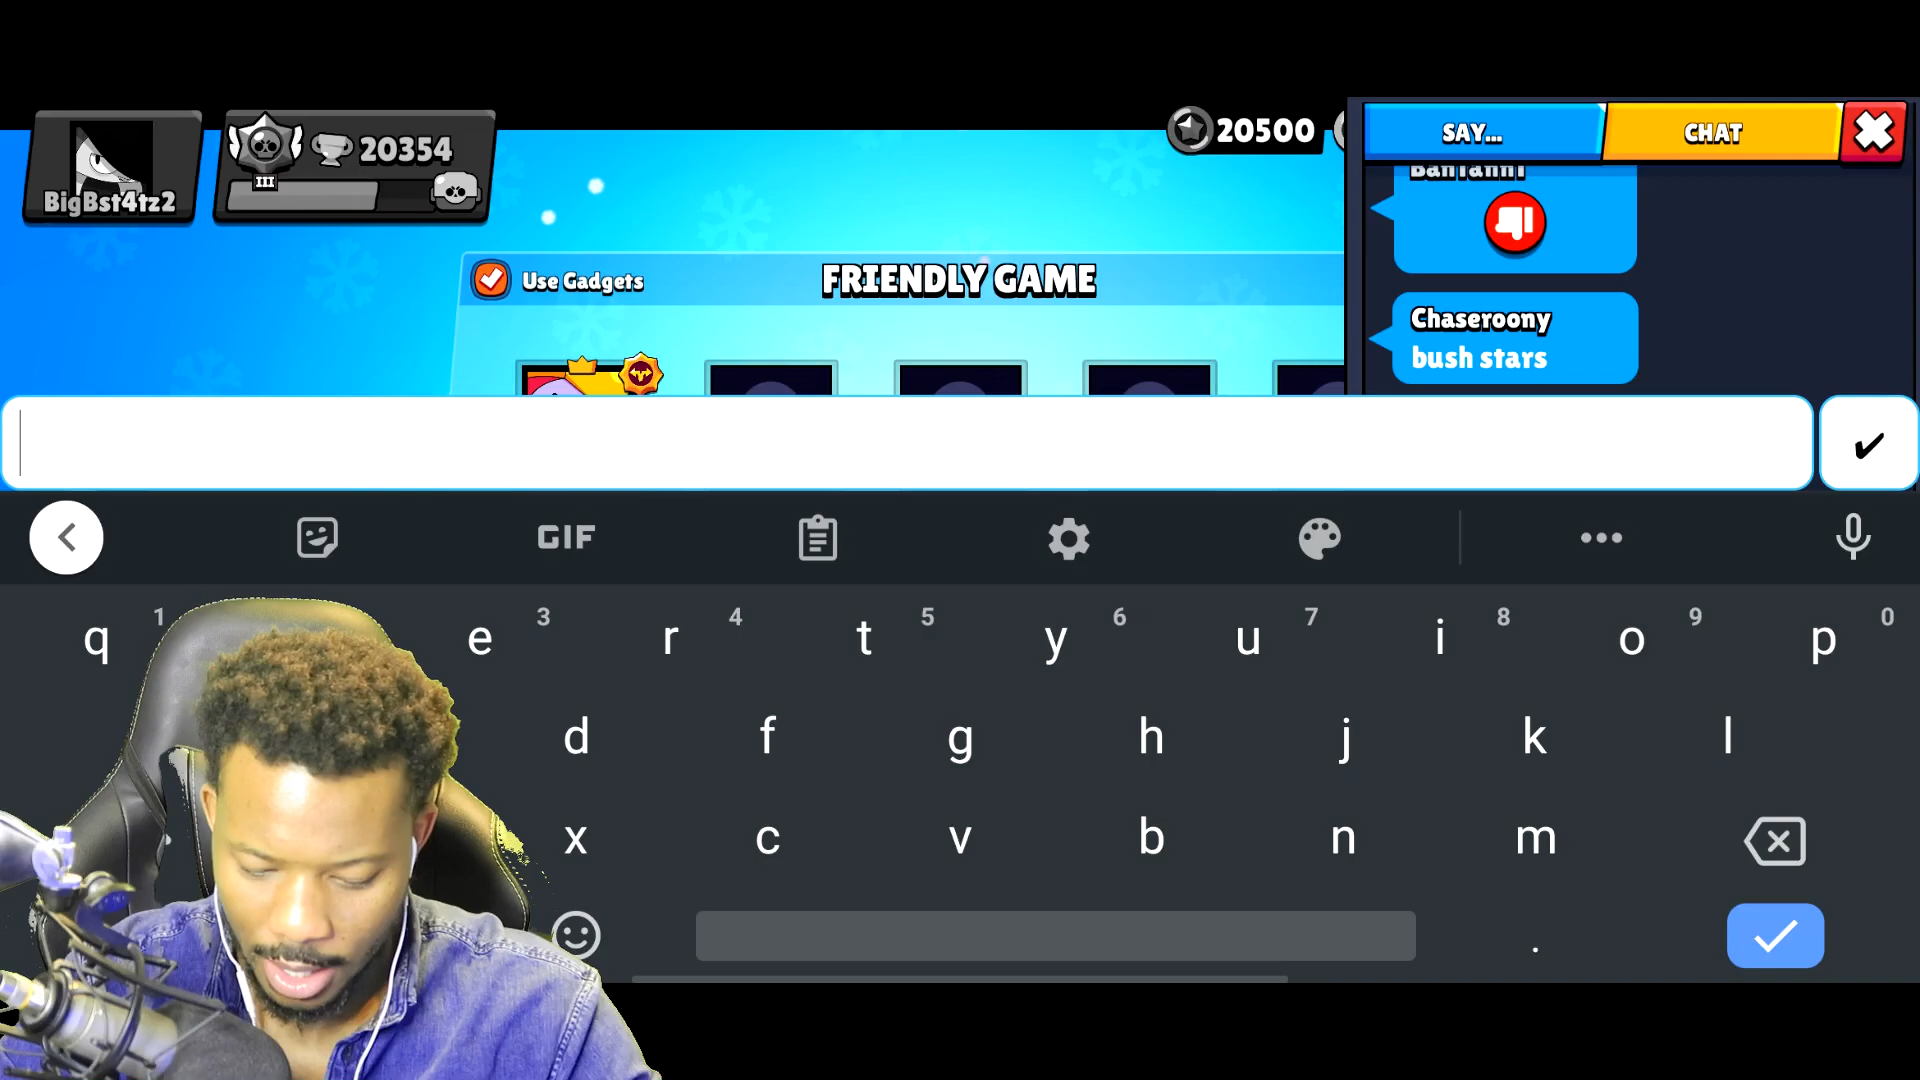 20500
SAY...
CHAT
20354
III
BigBst4tz2
Use Gadgets
FRIENDLY GAME
Chaseroony
bush stars
✔
GIF
1 3 4 5 6 7 8 9 0
q e r t y u i o p
d f g h j k l
x c v b n m
.